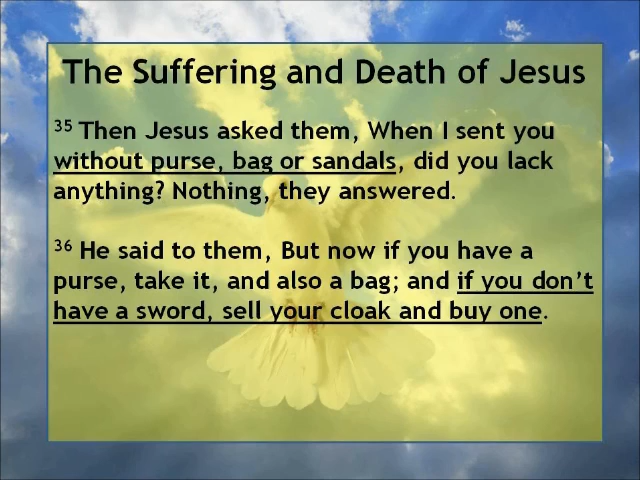 The Suffering and Death of Jesus
35 Then Jesus asked them, When I sent you
without purse, bag or sandals, did you lack
anything? Nothing, they answered.
36 He said to them, But now if you have a
purse, take it, and also a bag; and if you don't
have a sword, sell your cloak and buy one.